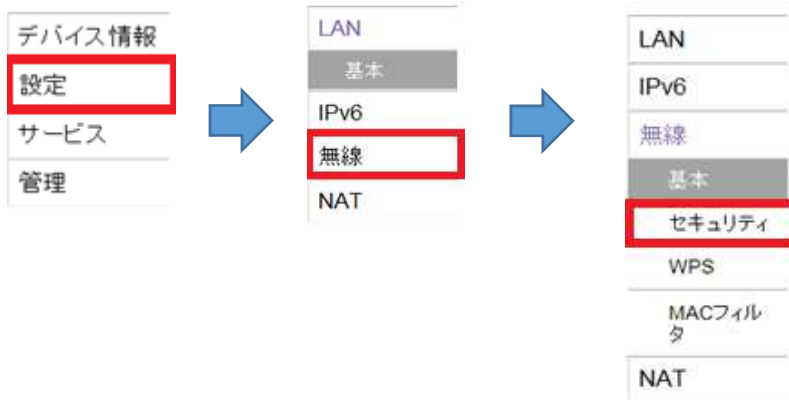 デバイス情報
設定
サービス
管理
LAN
基本
IPv6
無線
NAT
LAN
IPv6
無線
基本
セキュリティ
WPS
MACフィル
タ
NAT